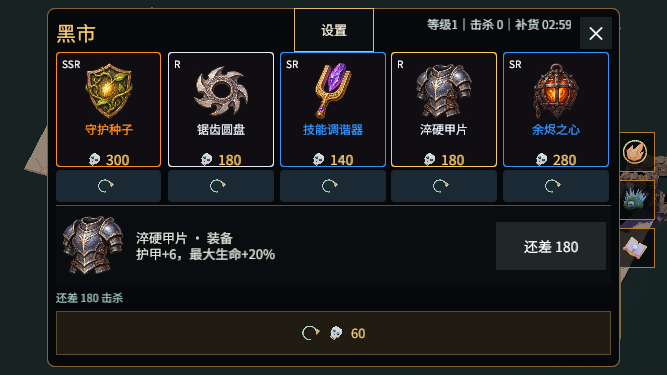 黑市
设置
等级1｜击杀 0｜补货 02:59
SSR
守护种子
300
R
锯齿圆盘
180
SR
技能调谐器
140
R
淬硬甲片
180
SR
余烬之心
280
淬硬甲片 · 装备
护甲+6，最大生命+20%
还差 180
还差 180 击杀
60